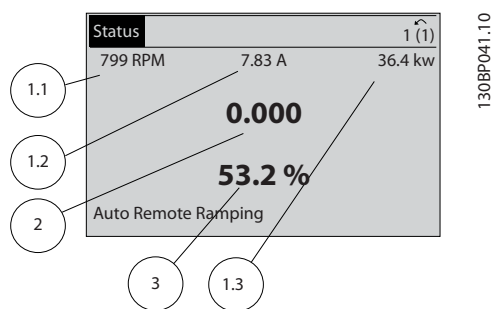 Status
1 (1)
799 RPM 7.83 A 36.4 kw
0.000
53.2 %
Auto Remote Ramping
1.1
1.2
2
3
1.3
130BP041.10